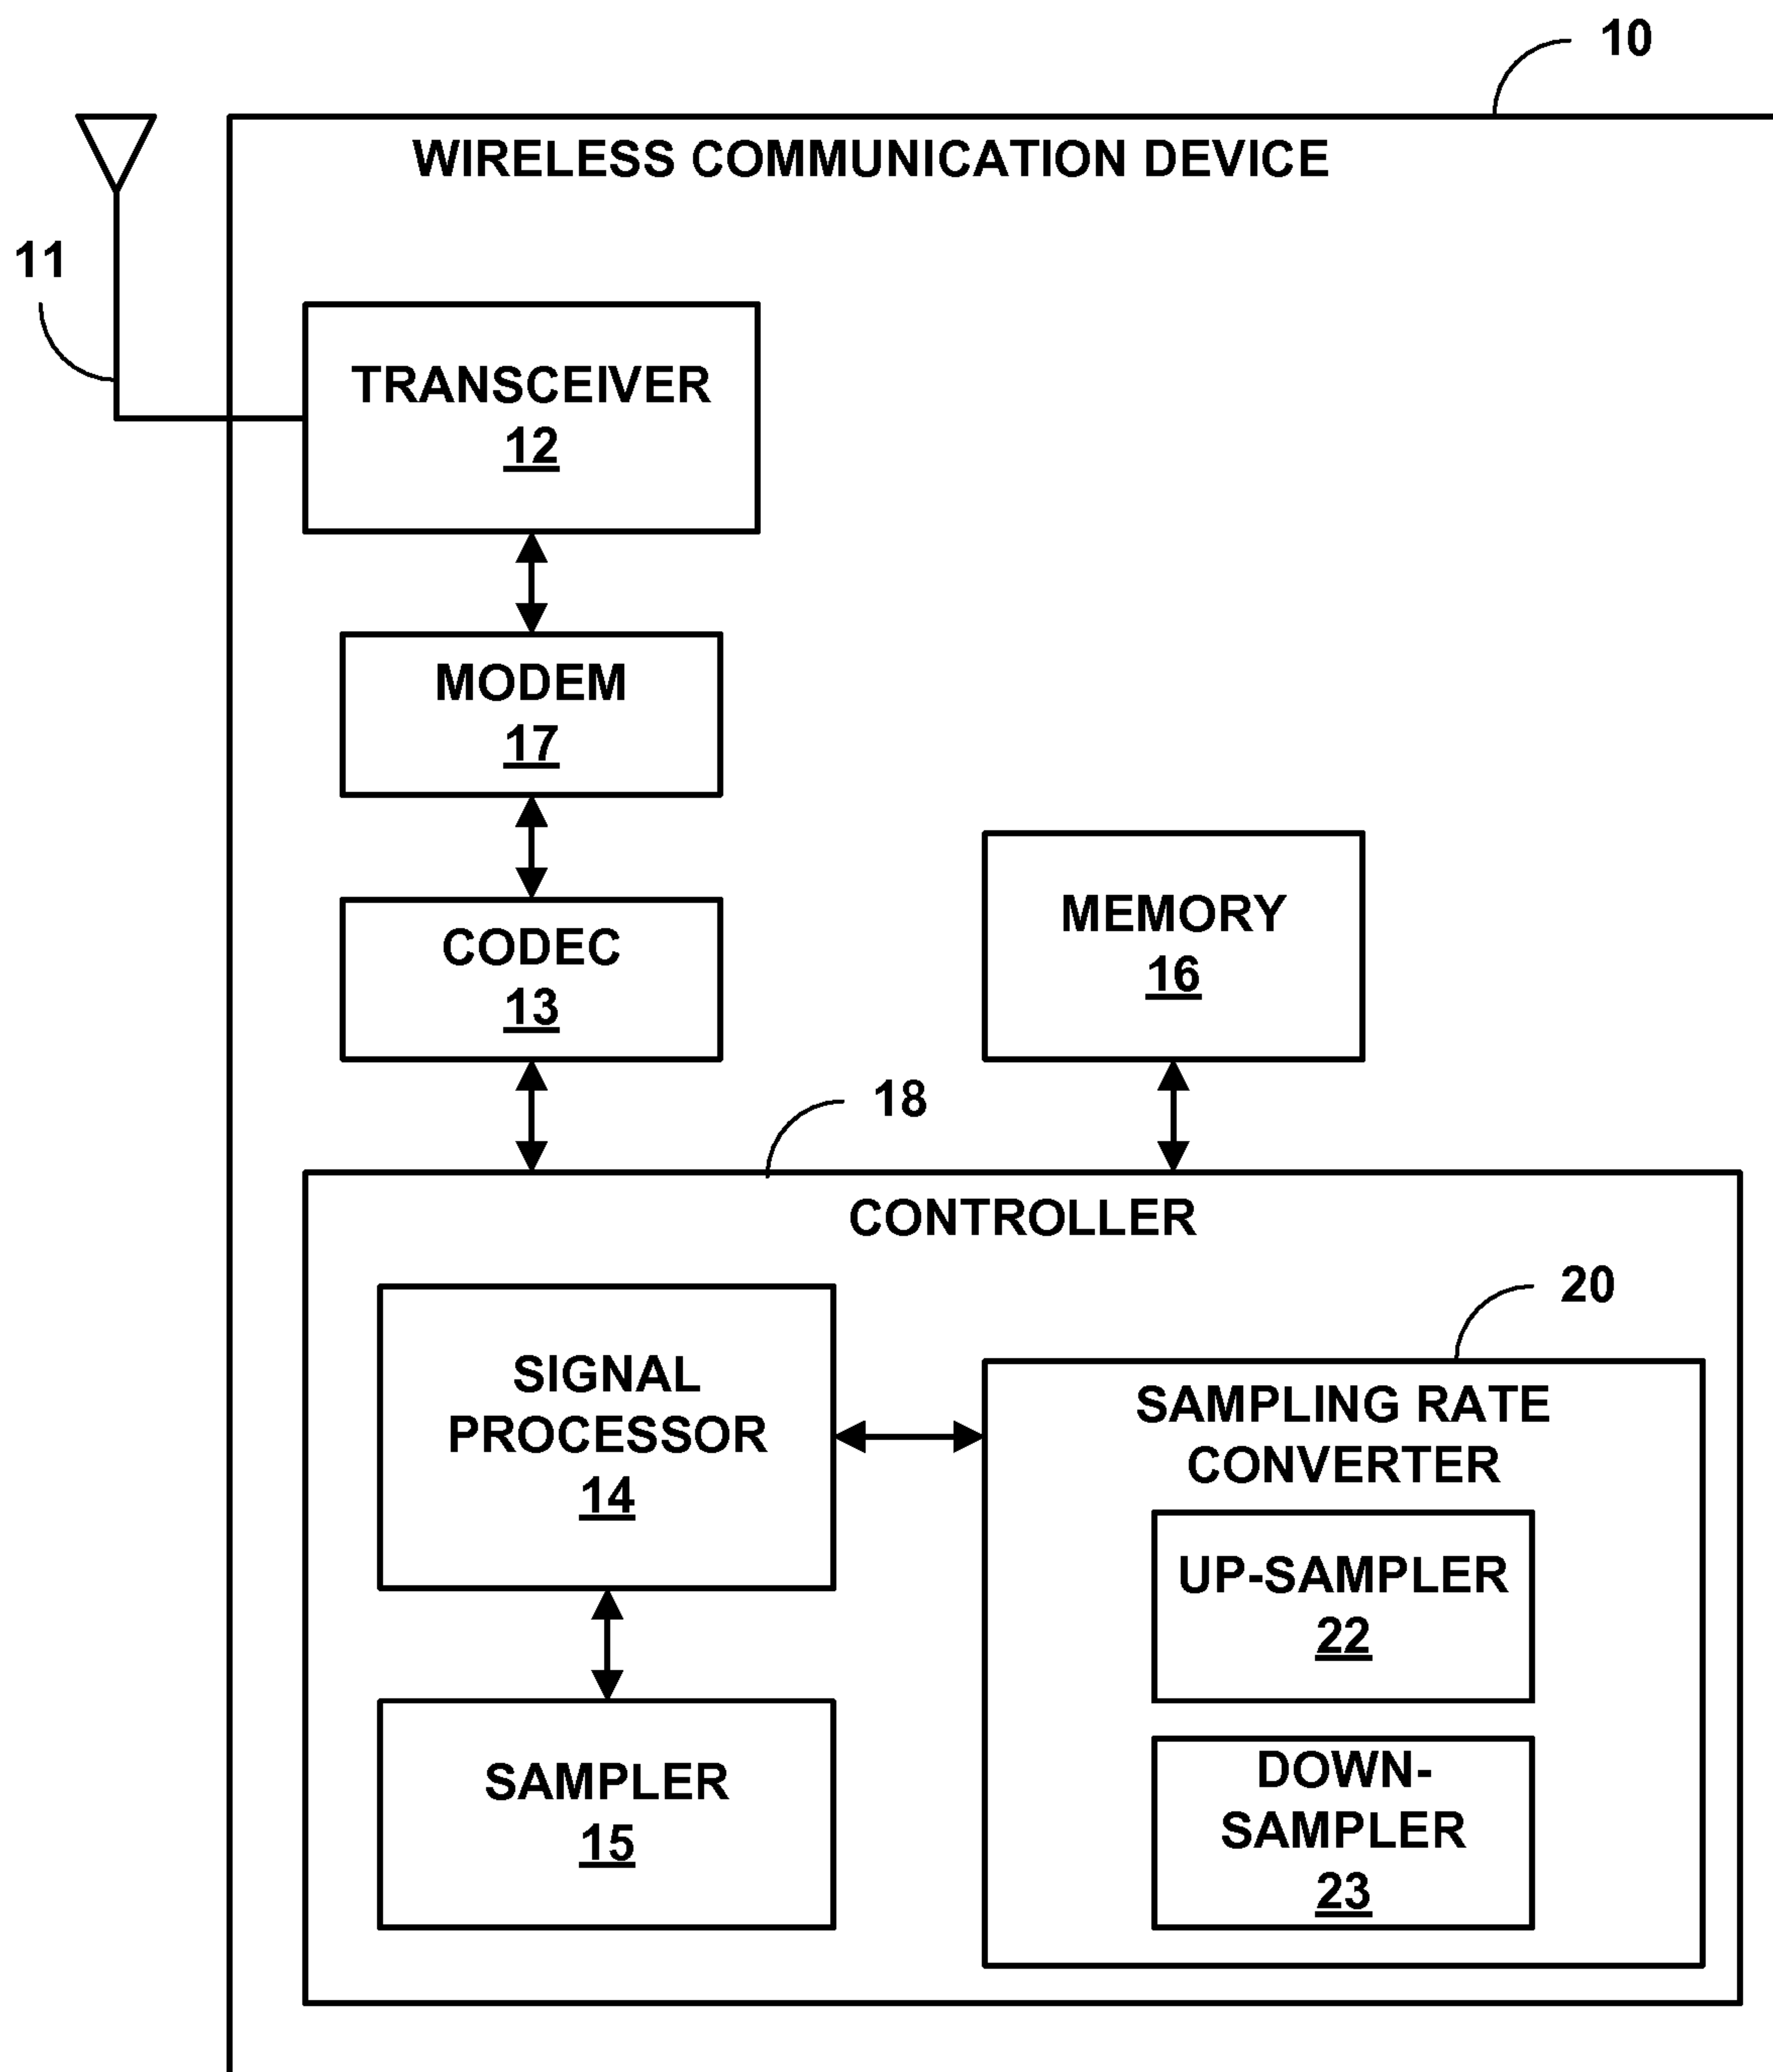 10
WIRELESS COMMUNICATION DEVICE
11
TRANSCEIVER
12
MODEM
17
CODEC
13
MEMORY
16
18
CONTROLLER
20
SIGNAL
PROCESSOR
14
SAMPLING RATE
CONVERTER
UP-SAMPLER
22
SAMPLER
15
DOWN-
SAMPLER
23